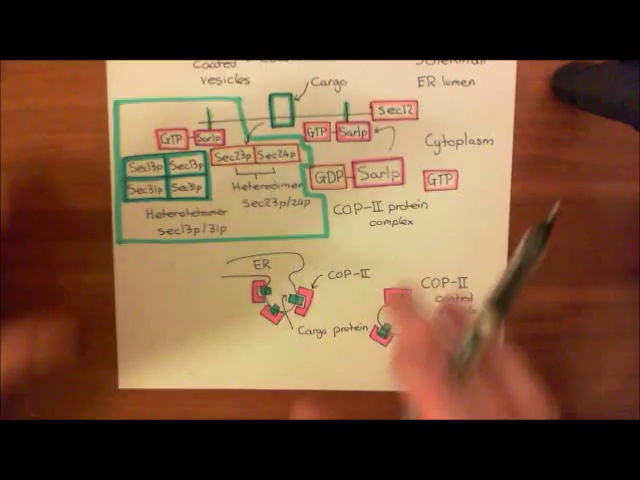 Coated
vesicles
ER lumen
Cargo
Sec12
GTP Sar1p
GTP Sar1p
Cytoplasm
Sec13p Sec13p
Sec31p Sec31p
Sec23p Sec24p
Heterodimer
Sec23p/24p
GDP Sar1p
GTP
Heterotetramer
sec13p/31p
COP-II protein
complex
ER
COP-II
Cargo protein
COP-II
coated